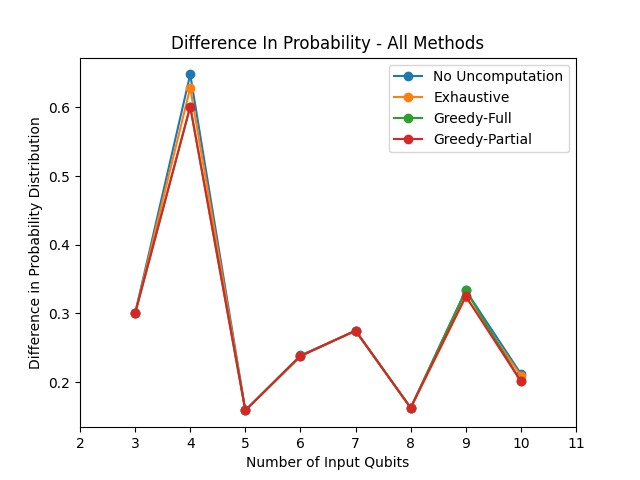 Difference In Probability - All Methods
Difference in Probability Distribution
0.6
0.5
0.4
0.3
0.2
No Uncomputation
Exhaustive
Greedy-Full
Greedy-Partial
2 3 4 5 6 7 8 9 10 11
Number of Input Qubits